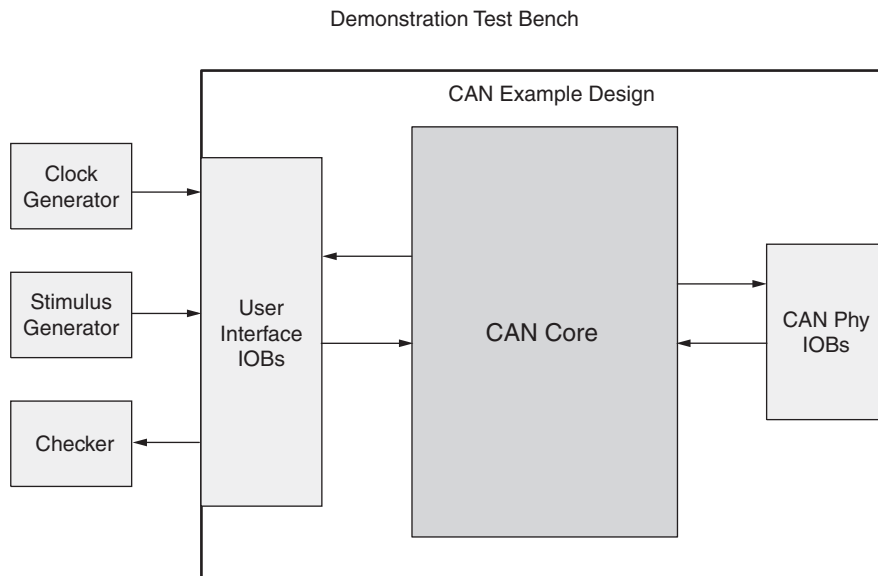 Demonstration Test Bench
CAN Example Design
Clock
Generator
Stimulus
Generator
Checker
User
Interface
IOBs
CAN Core
CAN Phy
IOBs